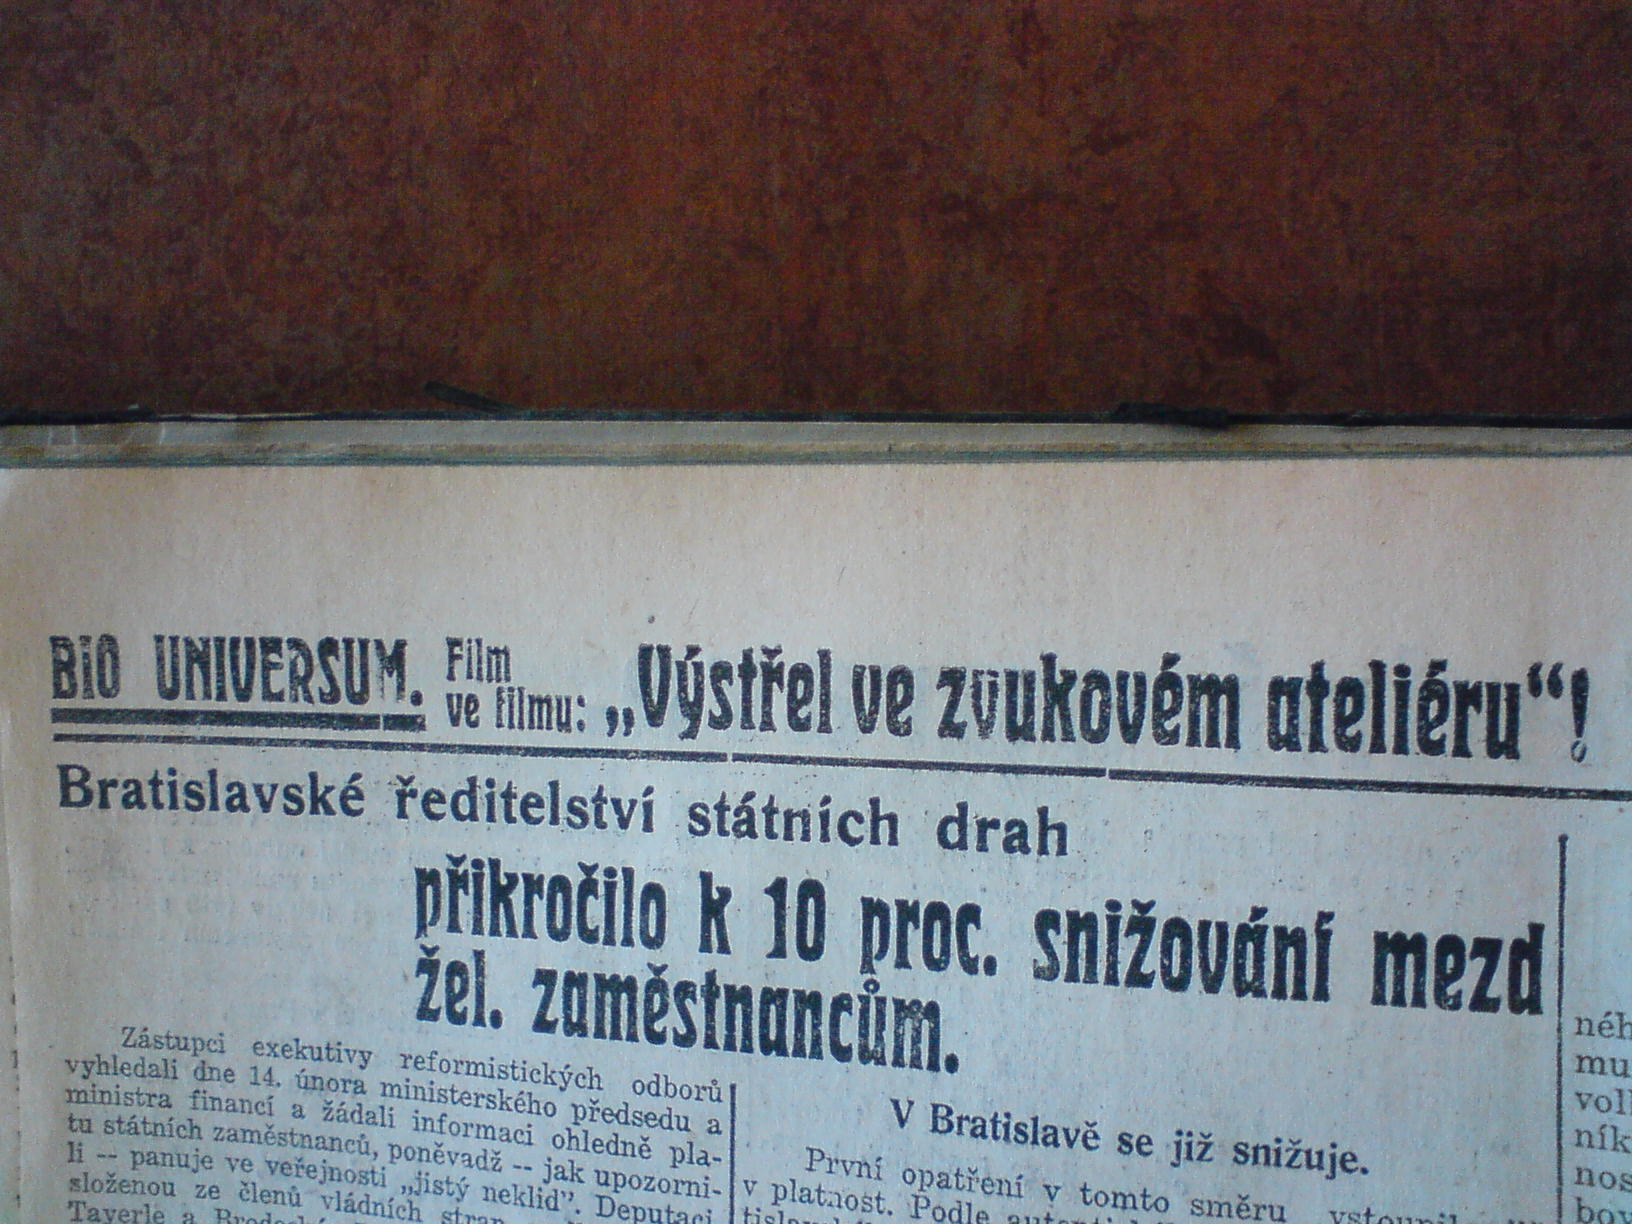 BIO UNIVERSUM. Film ve filmu: „Výstřel ve zvukovém ateliéru“!
Bratislavské ředitelství státních drah
přikročilo k 10 proc. snižování mezd
žel. zaměstnancům.
Zástupci exekutivy reformistických odborů
vyhledali dne 14. února ministerského předsedu a
ministra financí a žádali informaci ohledně pla-
tu státních zaměstnanců, poněvadž -- jak upozorni-
li -- panuje ve veřejnosti „jistý neklid”. Deputaci
složenou ze členů vládních stran
Tayerle a
V Bratislavě se již snižuje.
První opatření v tomto směru
v platnost. Podle
néh
mu
voll
ník
nos